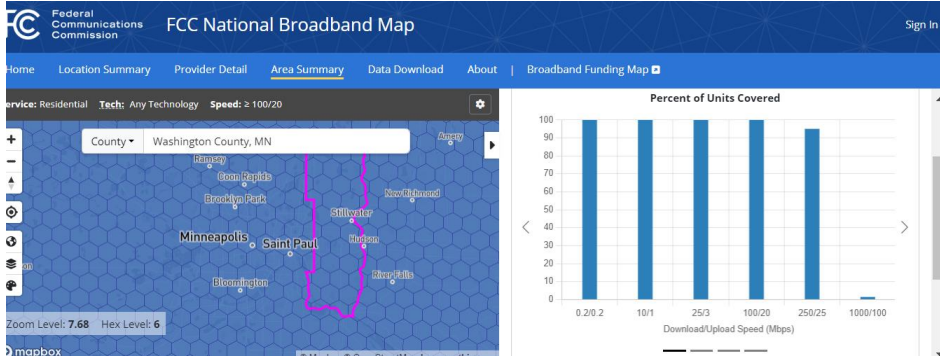 FCC
Federal
Communications
Commission
FCC National Broadband Map
Sign In
Home Location Summary Provider Detail Area Summary Data Download About | Broadband Funding Map
ervice: Residential Tech: Any Technology Speed: ≥ 100/20
County Washington County, MN
Amery
Ramsey
Coon Rapids
Brooklyn Park
New Richmond
Stillwater
Minneapolis
Saint Paul
Hudson
on
Bloomington
River Falls
Zoom Level: 7.68 Hex Level: 6
mapbox
Percent of Units Covered
100
90
80
70
60
50
40
30
20
10
0
0.2/0.2 10/1 25/3 100/20 250/25 1000/100
Download/Upload Speed (Mbps)